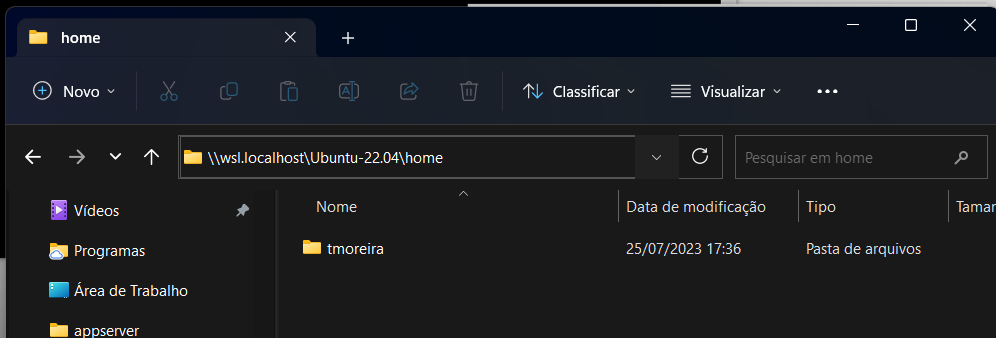 home
Novo
Classificar
Visualizar
\\wsl.localhost\Ubuntu-22.04\home
Pesquisar em home
Nome
Data de modificação
Tipo
Tamar
Vídeos
Programas
Área de Trabalho
appserver
tmoreira
25/07/2023 17:36
Pasta de arquivos